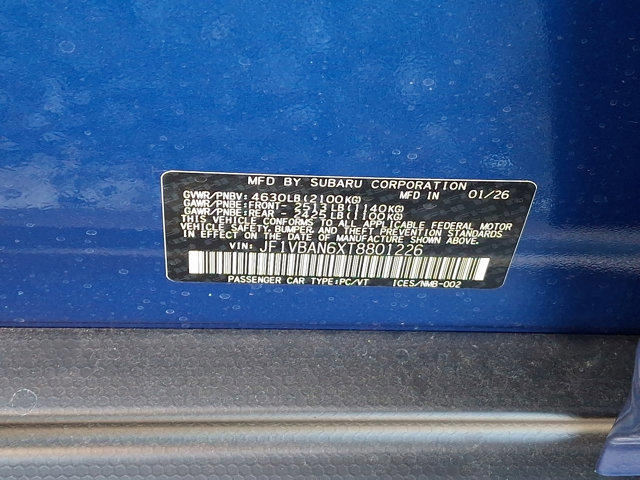 MFD BY SUBARU CORPORATION
GVWR/PNBV: 4630LB(2100KG) MFD IN 01/26
GAWR/PNBE:FRONT- 2513LB(1140KG)
GAWR/PNBE:REAR - 2425LB(1100KG)
THIS VEHICLE CONFORMS TO ALL APPLICABLE FEDERAL MOTOR
VEHICLE SAFETY, BUMPER, AND THEFT PREVENTION STANDARDS
IN EFFECT ON THE DATE OF MANUFACTURE SHOWN ABOVE.
VIN: JF1VBAN6XT8801226
PASSENGER CAR TYPE:PC/VT ICES/NMB-002